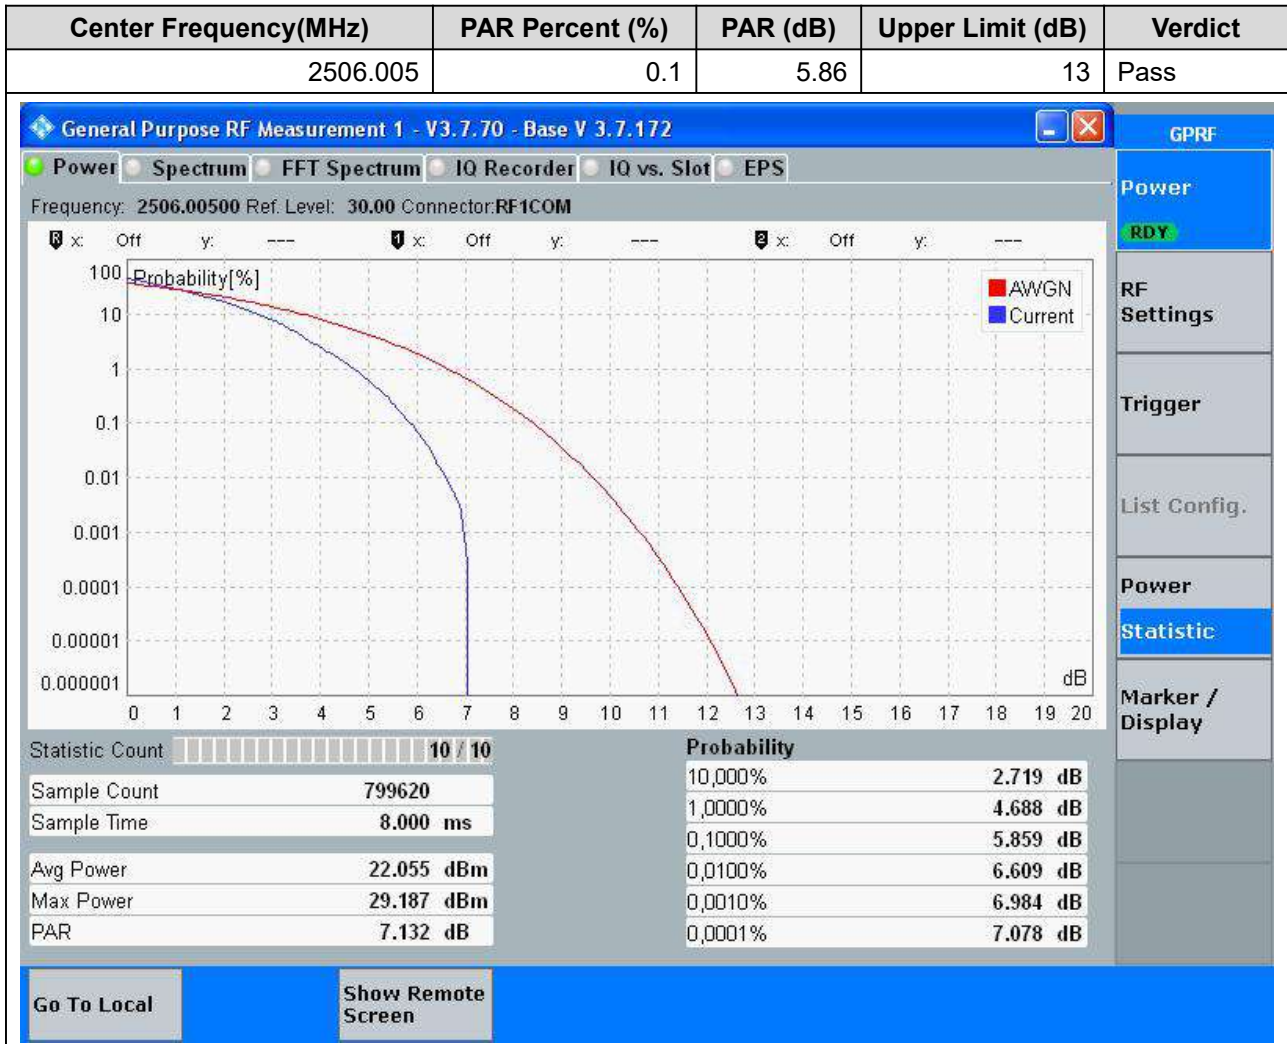 Center Frequency(MHz) PAR Percent (%) PAR (dB) Upper Limit (dB) Verdict
2506.005 0.1 5.86 13 Pass
General Purpose RF Measurement 1 - V3.7.70 - Base V 3.7.172
GPRF
Power Spectrum FFT Spectrum IQ Recorder IQ vs. Slot EPS
Frequency: 2506.00500 Ref. Level: 30.00 Connector:RF1COM
R x: Off y: --- 1 x: Off y: --- 2 x: Off y: ---
Power
RDY
RF
Settings
Trigger
List Config.
Power
Statistic
Marker /
Display
Probability[%]
AWGN
Current
100
10
1
0.1
0.01
0.001
0.0001
0.00001
0.000001
dB
0 1 2 3 4 5 6 7 8 9 10 11 12 13 14 15 16 17 18 19 20
Statistic Count 10 / 10
Sample Count 799620
Sample Time 8.000 ms
Avg Power 22.055 dBm
Max Power 29.187 dBm
PAR 7.132 dB
Probability
10,000% 2.719 dB
1,0000% 4.688 dB
0,1000% 5.859 dB
0,0100% 6.609 dB
0,0010% 6.984 dB
0,0001% 7.078 dB
Go To Local
Show Remote
Screen